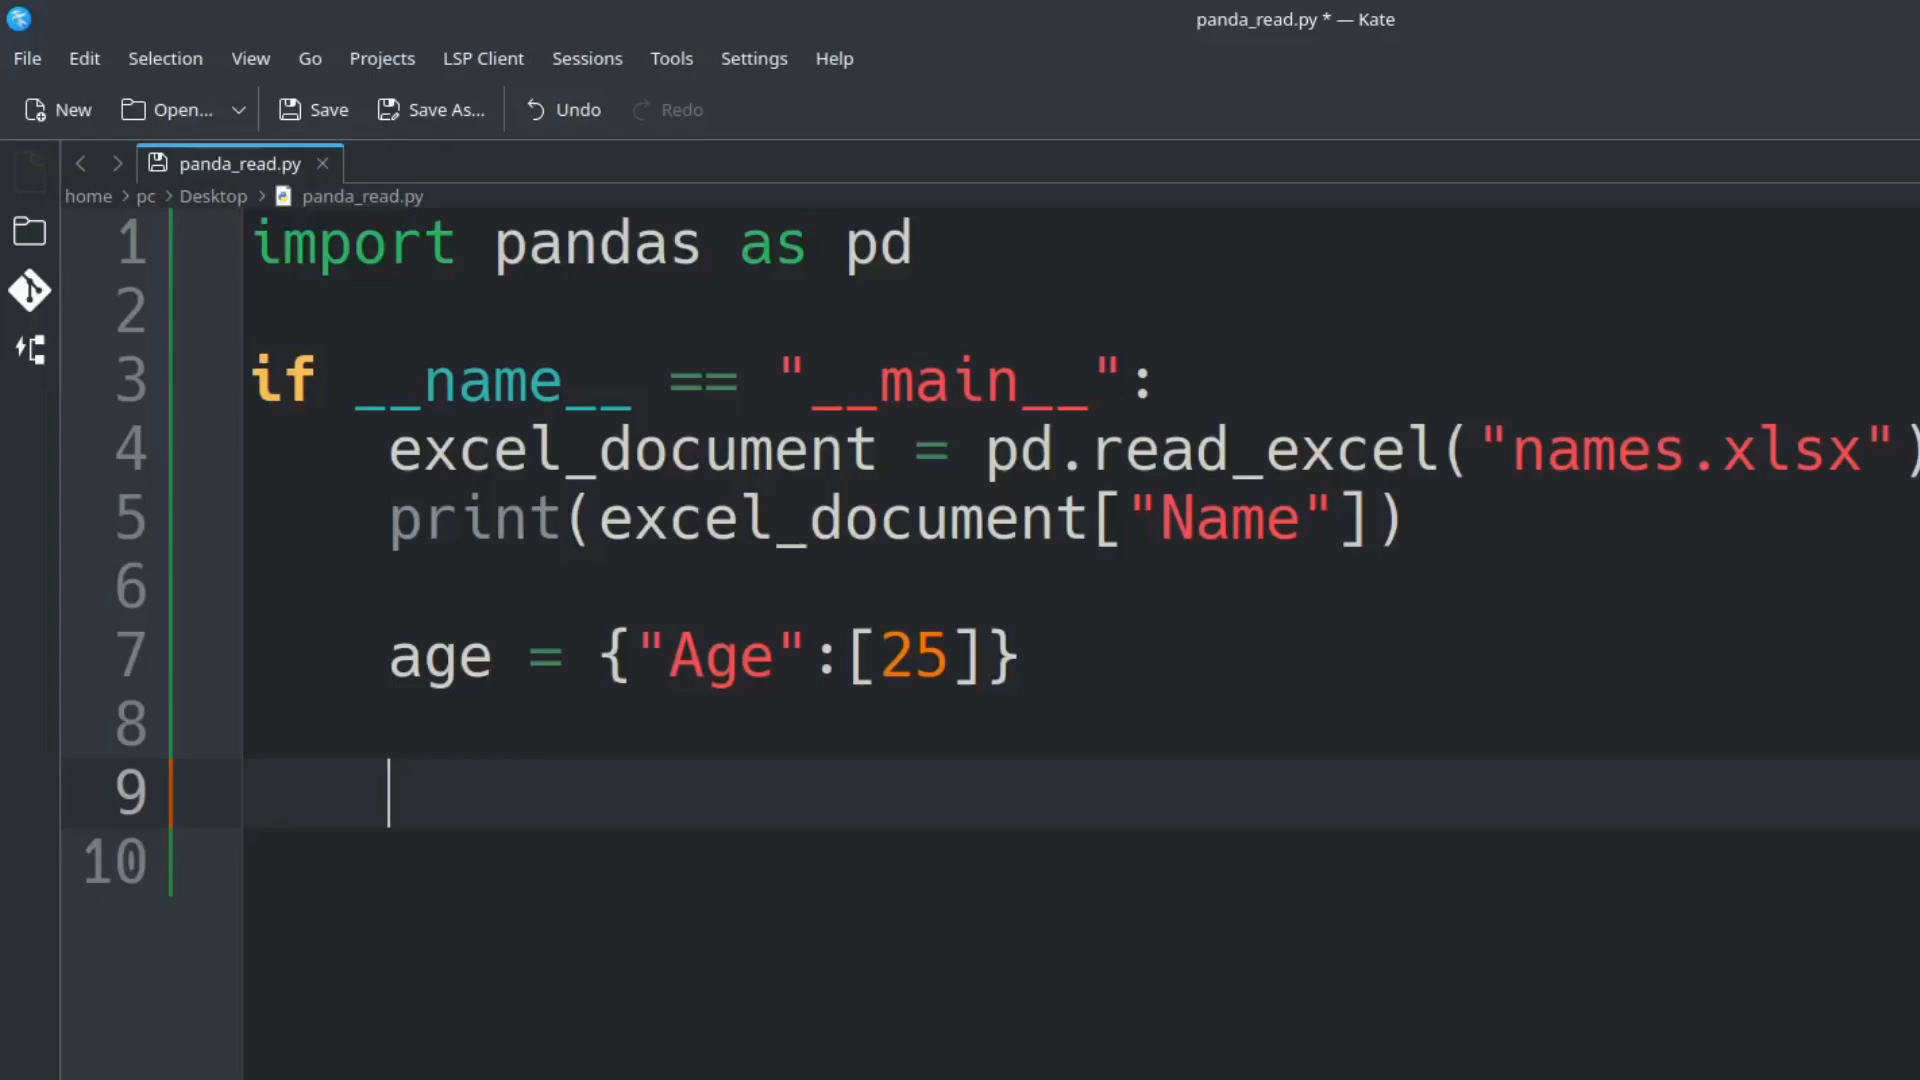 panda_read.py * — Kate
File Edit Selection View Go Projects LSP Client Sessions Settings Tools Help
New Open... Save Save As... Undo Redo
panda_read.py
home pc Desktop panda_read.py
1 import pandas as pd
2
3 if __name__ == "__main__":
4 excel_document = pd.read_excel("names.xlsx")
5 print(excel_document["Name"])
6
7 age = {"Age":[25]}
8
9
10